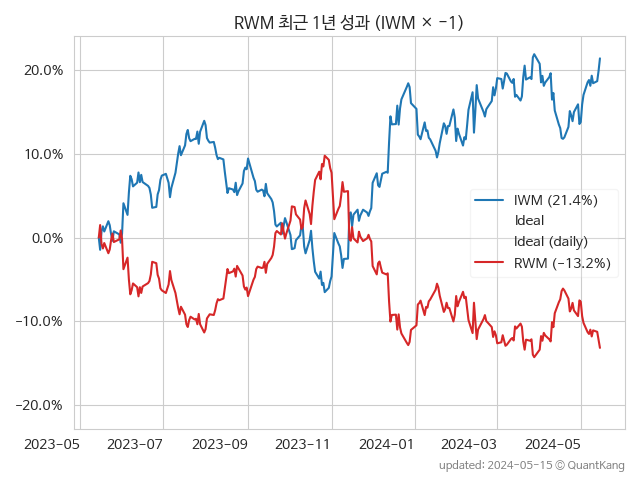 RWM 최근 1년 성과 (IWM × −1)
20.0%
10.0%
0.0%
−10.0%
−20.0%
IWM (21.4%)
Ideal
Ideal (daily)
RWM (−13.2%)
2023−05 2023−07 2023−09 2023−11 2024−01 2024−03 2024−05
updated: 2024−05−15 © QuantKang